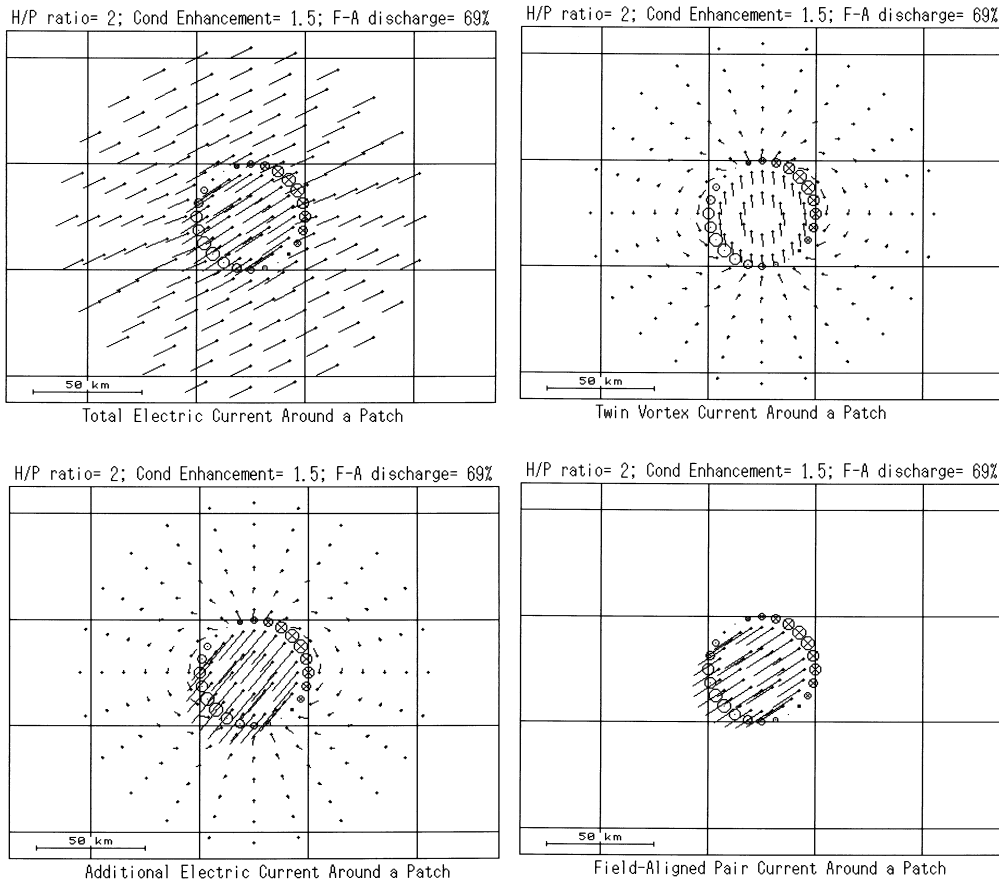 H/P ratio= 2; Cond Enhancement= 1.5; F-A discharge= 69%
50 km
Total Electric Current Around a Patch
H/P ratio= 2; Cond Enhancement= 1.5; F-A discharge= 69%
50 km
Twin Vortex Current Around a Patch
H/P ratio= 2; Cond Enhancement= 1.5; F-A discharge= 69%
50 km
Additional Electric Current Around a Patch
H/P ratio= 2; Cond Enhancement= 1.5; F-A discharge= 69%
50 km
Field-Aligned Pair Current Around a Patch